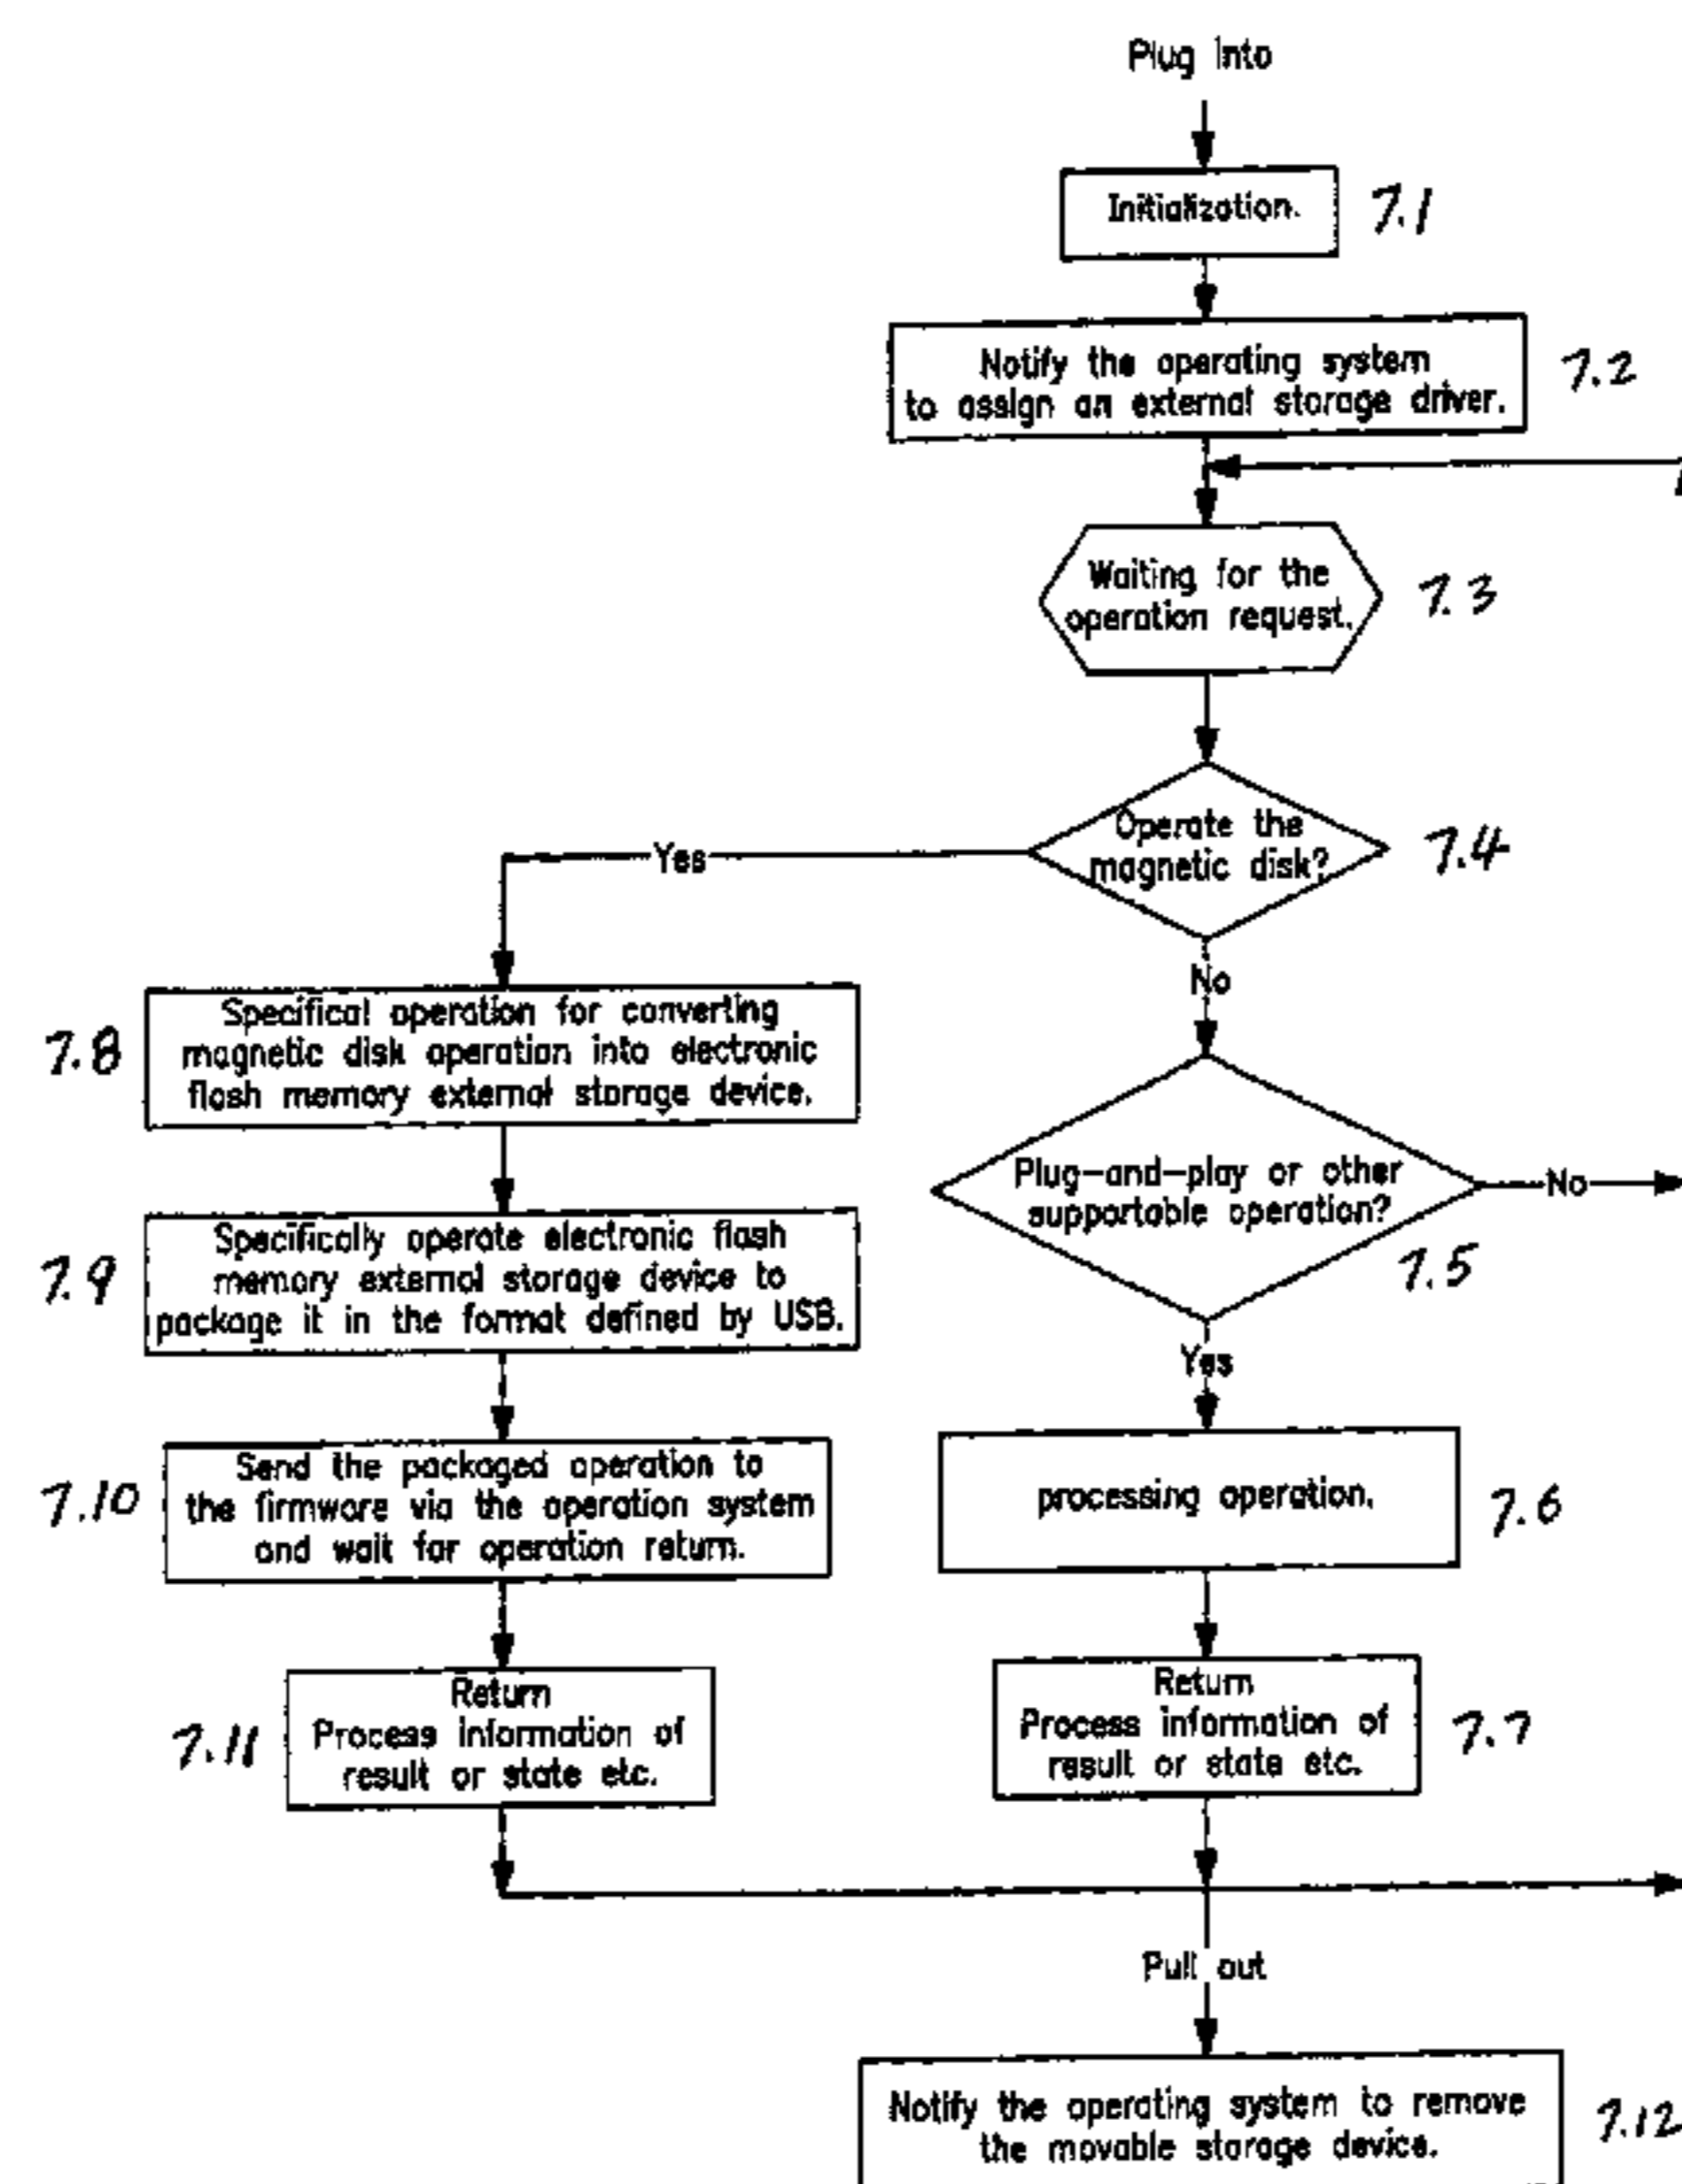 Plug Into
Initialization.
7.1
Notify the operating system
to assign an external storage driver.
7.2
Waiting for the
operation request.
7.3
Operate the
magnetic disk?
7.4
Yes
No
Specifical operation for converting
magnetic disk operation into electronic
flash memory external storage device.
7.8
Plug-and-play or other
supportable operation?
No
7.5
Specifically operate electronic flash
memory external storage device to
package it in the format defined by USB.
7.9
Yes
Send the packaged operation to
the firmware via the operation system
and wait for operation return.
7.10
processing operation.
7.6
Return
Process information of
result or state etc.
7.11
Return
Process information of
result or state etc.
7.7
Pull out
Notify the operating system to remove
the movable storage device.
7.12